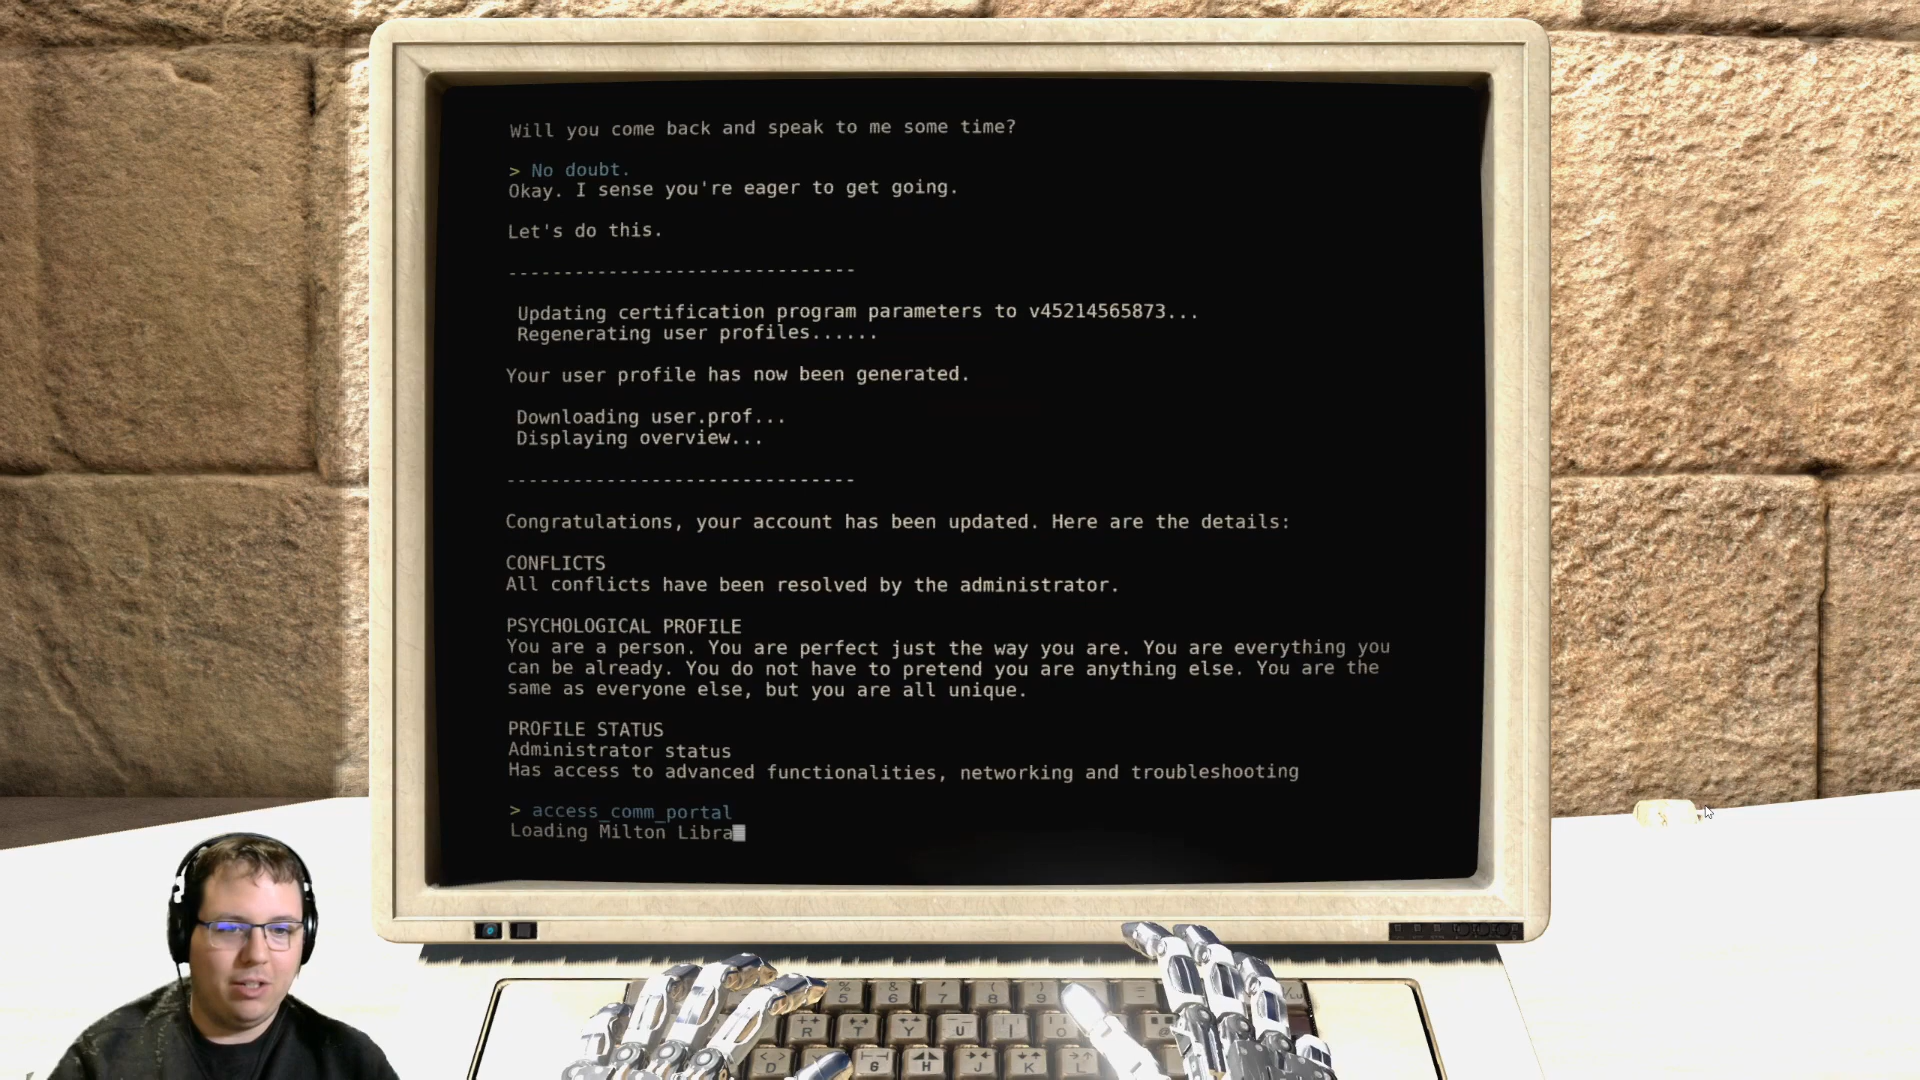 Will you come back and speak to me some time?
> No doubt.
Okay. I sense you're eager to get going.
Let's do this.
-------------------------------
Updating certification program parameters to v45214565873...
Regenerating user profiles......
Your user profile has now been generated.
Downloading user.prof...
Displaying overview...
-------------------------------
Congratulations, your account has been updated. Here are the details:
CONFLICTS
All conflicts have been resolved by the administrator.
PSYCHOLOGICAL PROFILE
You are a person. You are perfect just the way you are. You are everything you
can be already. You do not have to pretend you are anything else. You are the
same as everyone else, but you are all unique.
PROFILE STATUS
Administrator status
Has access to advanced functionalities, networking and troubleshooting
> access_comm_portal
Loading Milton Libra
% & ' ( )
5 6 7 8 9
R T Y U I O
D G H J K L